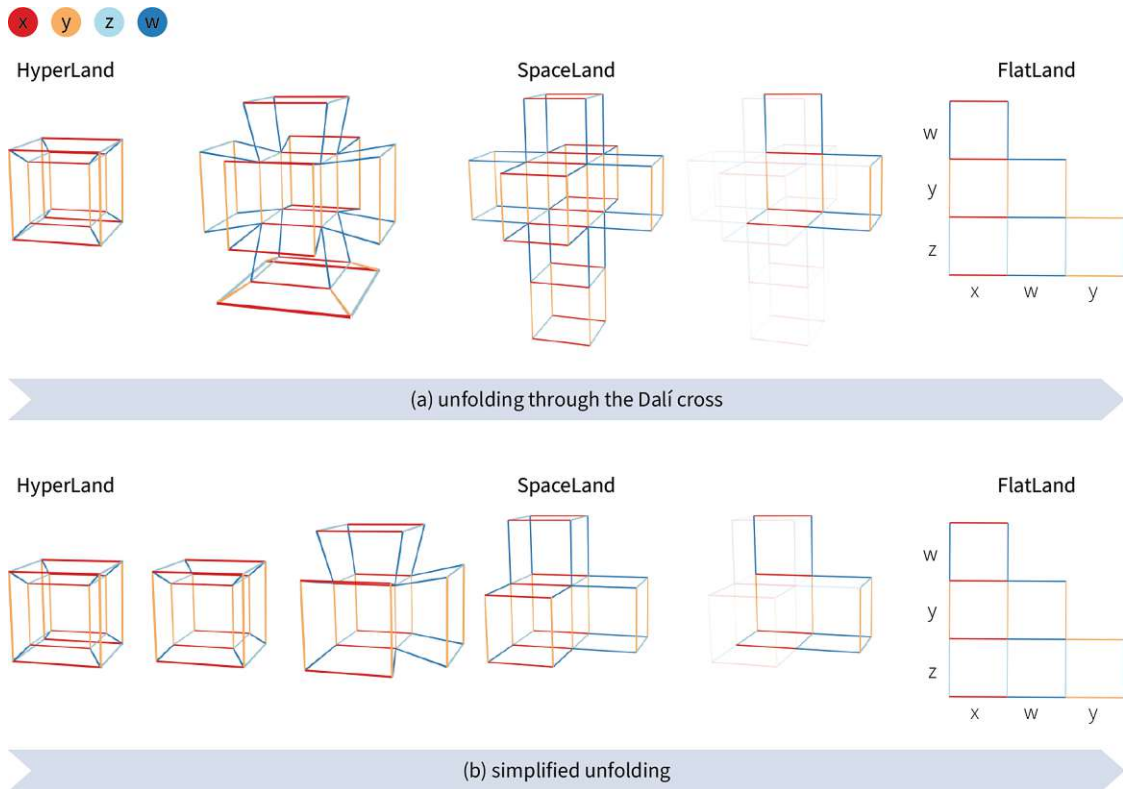 x y z w
HyperLand SpaceLand FlatLand
w
y
z
x w y
(a) unfolding through the Dalí cross
HyperLand SpaceLand FlatLand
w
y
z
x w y
(b) simplified unfolding